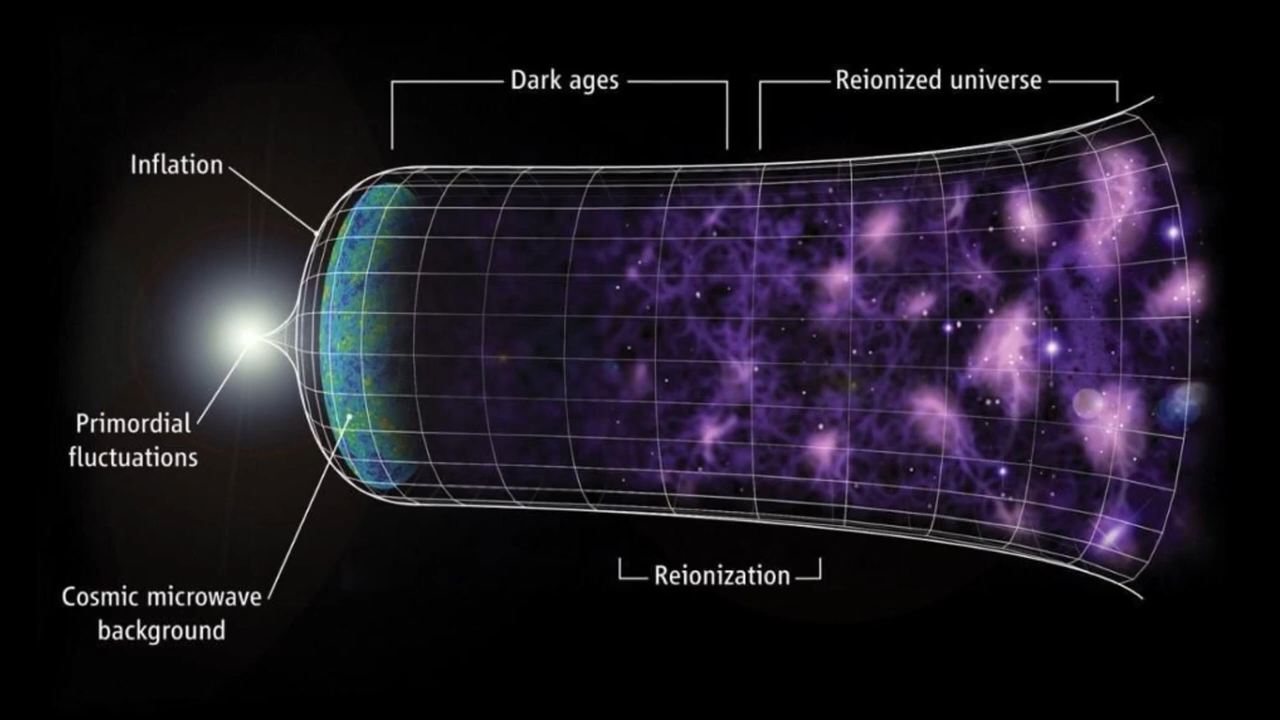 Dark ages
Reionized universe
Inflation
Primordial
fluctuations
Reionization
Cosmic microwave
background